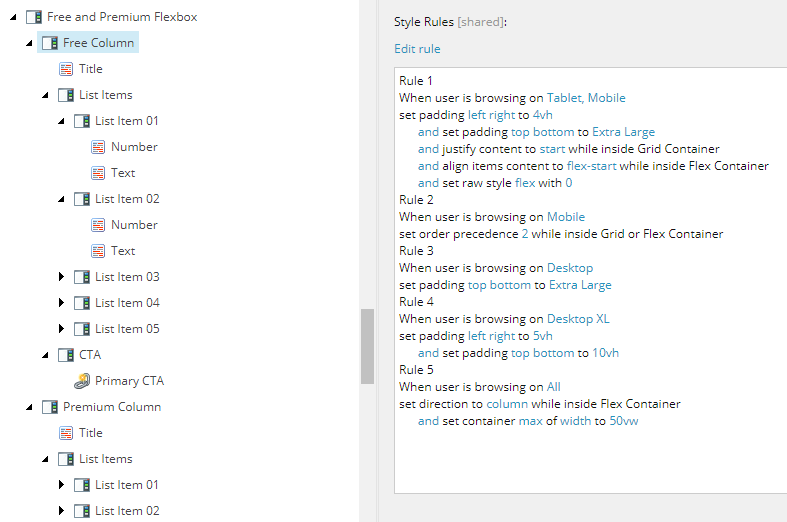 Free and Premium Flexbox
Free Column
Title
List Items
List Item 01
Number
Text
List Item 02
Number
Text
List Item 03
List Item 04
List Item 05
CTA
Primary CTA
Premium Column
Title
List Items
List Item 01
List Item 02
Style Rules [shared]:
Edit rule
Rule 1
When user is browsing on Tablet, Mobile
set padding left right to 4vh
and set padding top bottom to Extra Large
and justify content to start while inside Grid Container
and align items content to flex-start while inside Flex Container
and set raw style flex with 0
Rule 2
When user is browsing on Mobile
set order precedence 2 while inside Grid or Flex Container
Rule 3
When user is browsing on Desktop
set padding top bottom to Extra Large
Rule 4
When user is browsing on Desktop XL
set padding left right to 5vh
and set padding top bottom to 10vh
Rule 5
When user is browsing on All
set direction to column while inside Flex Container
and set container max of width to 50vw